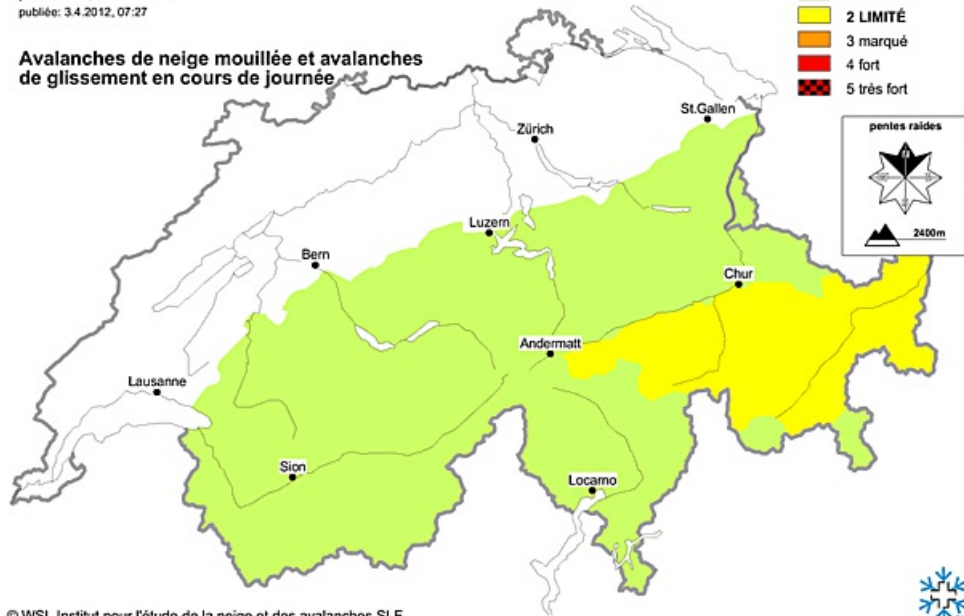 publiée: 3.4.2012, 07:27
Avalanches de neige mouillée et avalanches
de glissement en cours de journée
2 LIMITÉ
3 marqué
4 fort
5 très fort
pentes raides
2400m
St.Gallen
Zürich
Luzern
Bern
Chur
Andermatt
Lausanne
Sion
Locarno
© WSL Institut pour l'étude de la neige et des avalanches SLF